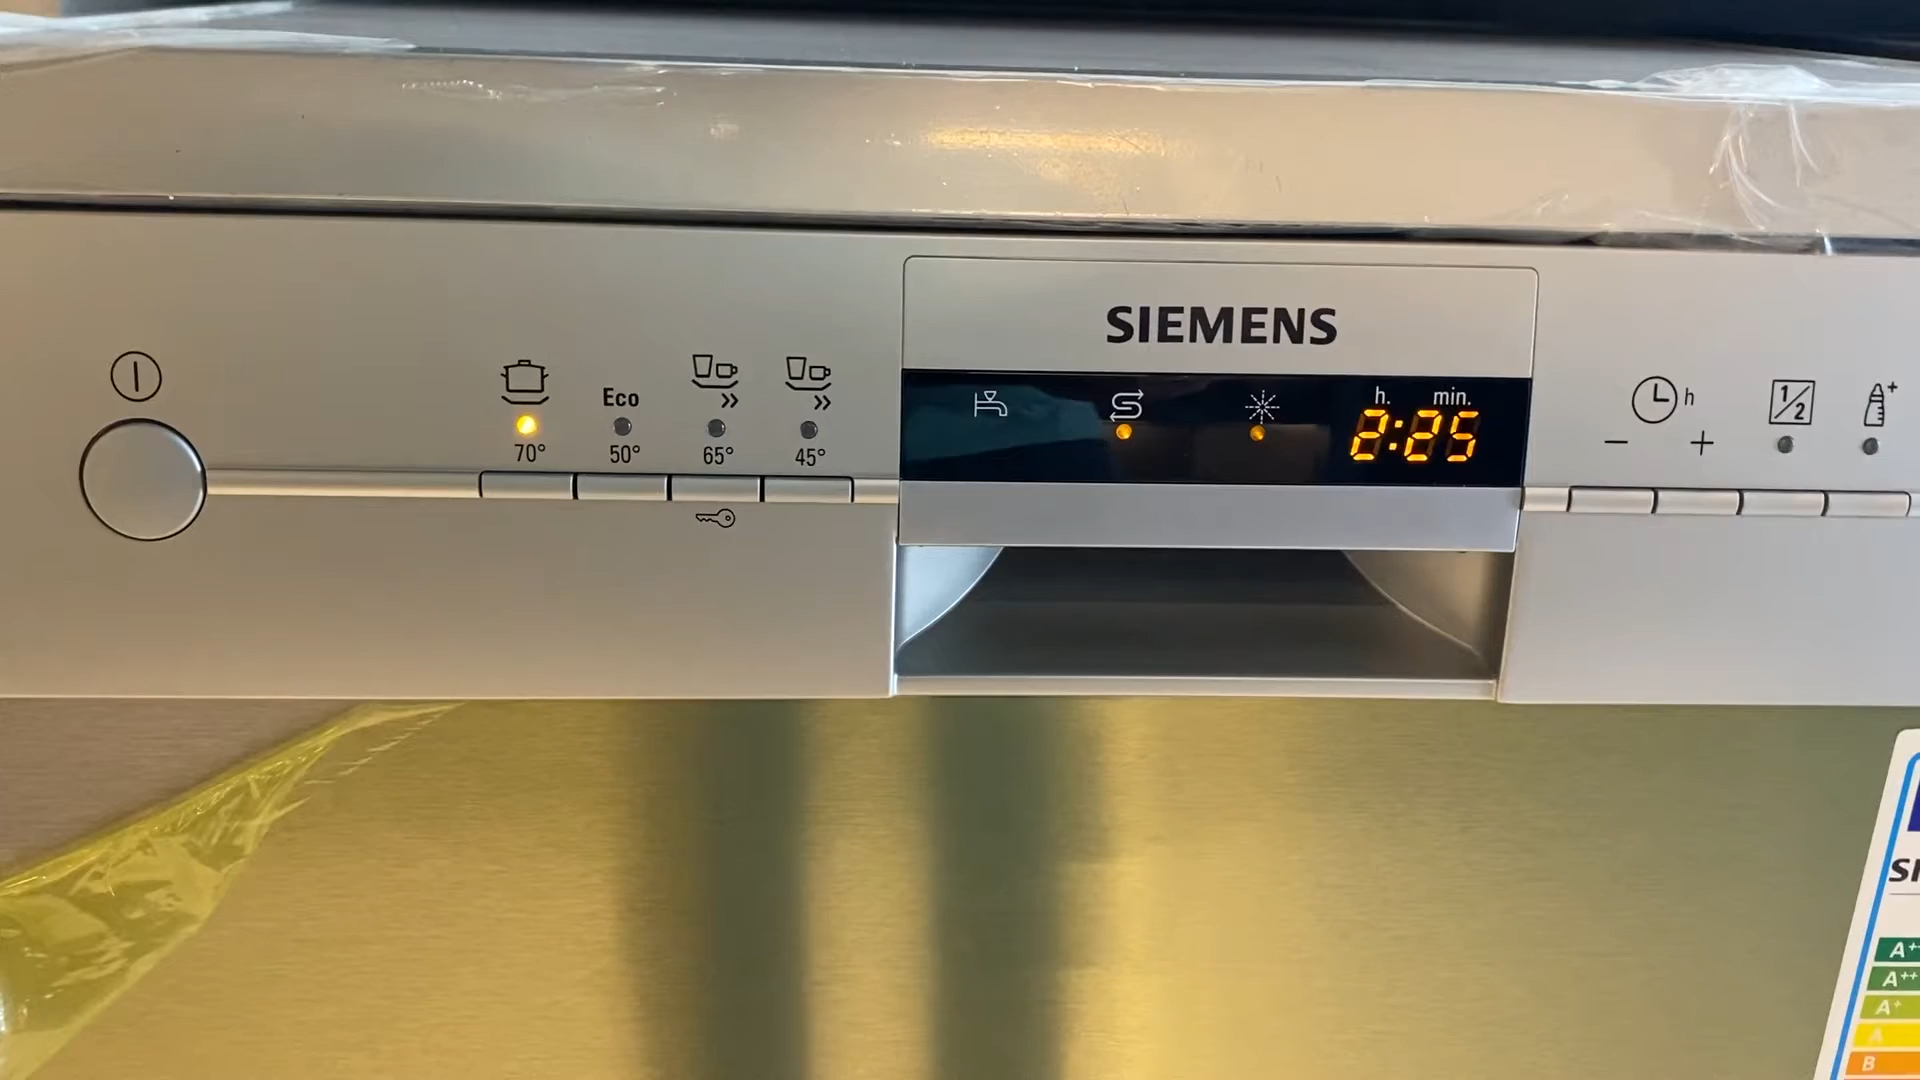 SIEMENS
Eco
70° 50° 65° 45°
h. min.
2:25
h
- +
1/2
+
A++
A+
A
B